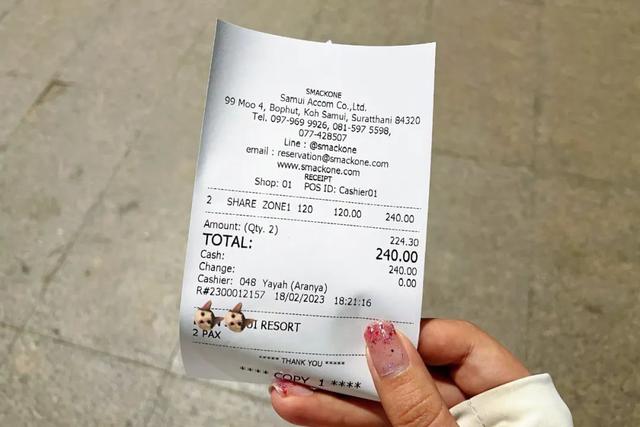 SMACKONE
Samui Accom Co.,Ltd.
99 Moo 4, Bophut, Koh Samui, Suratthani 84320
Tel. 097-969 9926, 081-597 5598,
077-428507
Line : @smackone
email : reservation@smackone.com
www.smackone.com
RECEIPT
Shop: 01 POS ID: Cashier01
2 SHARE ZONE1 120 120.00 240.00
Amount: (Qty. 2) 224.30
TOTAL: 240.00
Cash: 240.00
Change: 0.00
Cashier: 048 Yayah (Aranya)
R#2300012157 18/02/2023 18:21:16
RESORT
2 PAX
***** THANK YOU *****
**** COPY 1 ****